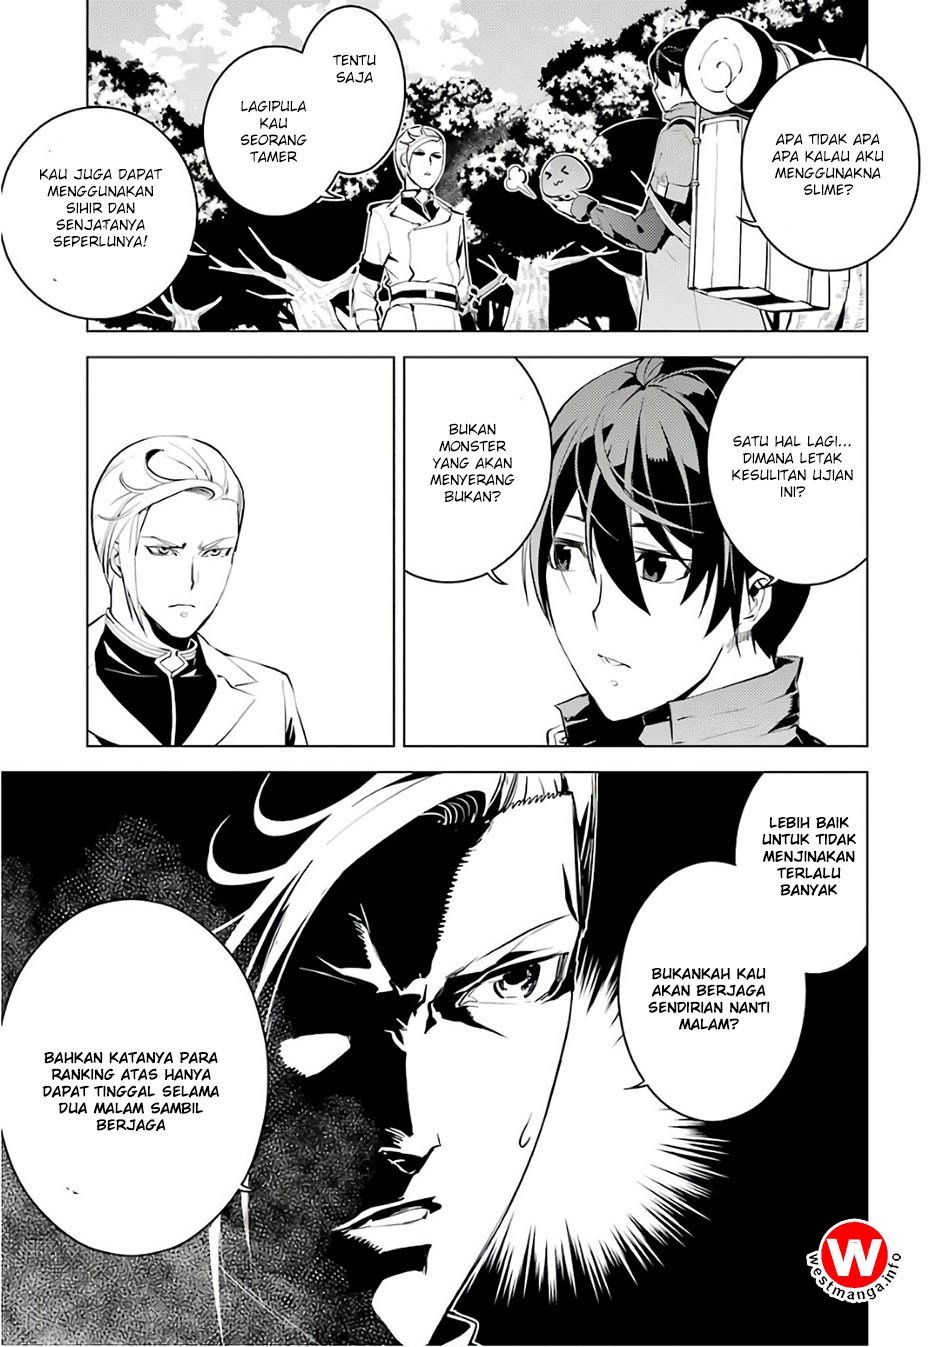 APA TIDAK APA
APA KALAU AKU
MENGGUNAKNA
SLIME?
TENTU
SAJA
LAGIPULA
KAU
SEORANG
TAMER
KAU JUGA DAPAT
MENGGUNAKAN
SIHIR DAN
SENJATANYA
SEPERLUNYA!
SATU HAL LAGI...
DIMANA LETAK
KESULITAN UJIAN
INI?
BUKAN
MONSTER
YANG AKAN
MENYERANG
BUKAN?
LEBIH BAIK
UNTUK TIDAK
MENJINAKAN
TERLALU
BANYAK
BUKANKAH KAU
AKAN BERJAGA
SENDIRIAN NANTI
MALAM?
BAHKAN KATANYA PARA
RANKING ATAS HANYA
DAPAT TINGGAL SELAMA
DUA MALAM SAMBIL
BERJAGA
W
westmanga.info